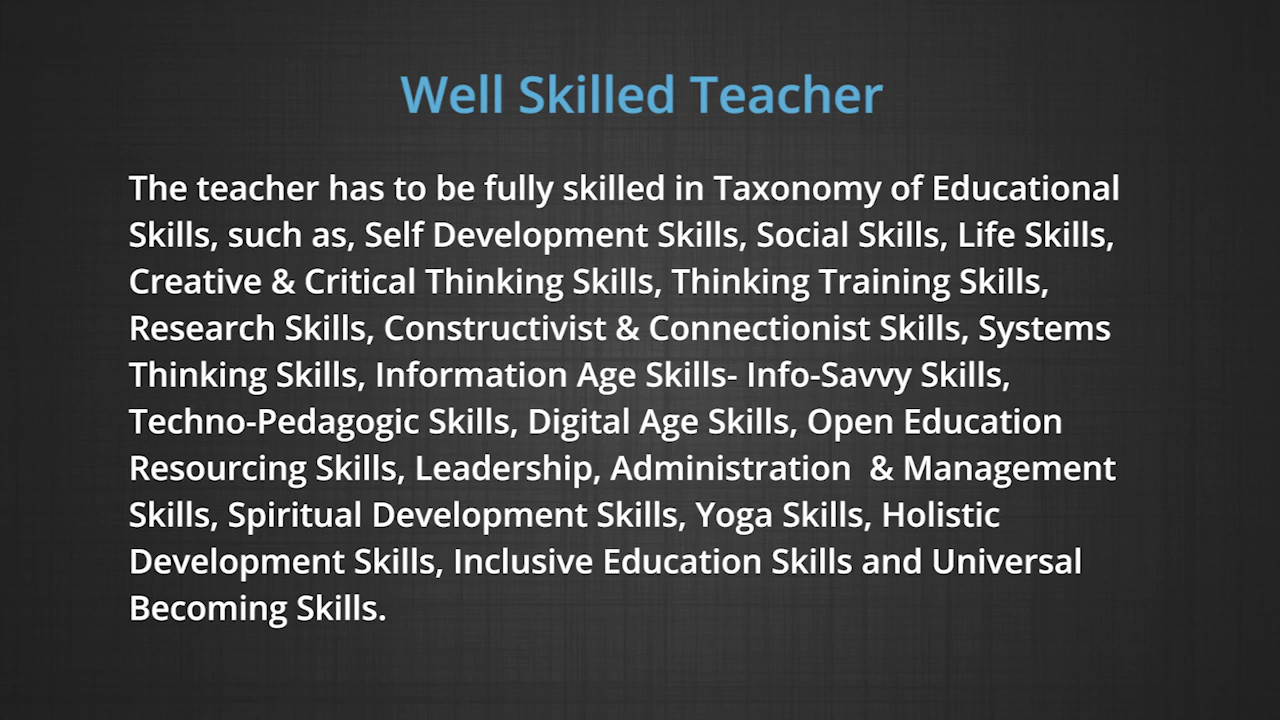 Well Skilled Teacher
The teacher has to be fully skilled in Taxonomy of Educational
Skills, such as, Self Development Skills, Social Skills, Life Skills,
Creative & Critical Thinking Skills, Thinking Training Skills,
Research Skills, Constructivist & Connectionist Skills, Systems
Thinking Skills, Information Age Skills- Info-Savvy Skills,
Techno-Pedagogic Skills, Digital Age Skills, Open Education
Resourcing Skills, Leadership, Administration  & Management
Skills, Spiritual Development Skills, Yoga Skills, Holistic
Development Skills, Inclusive Education Skills and Universal
Becoming Skills.